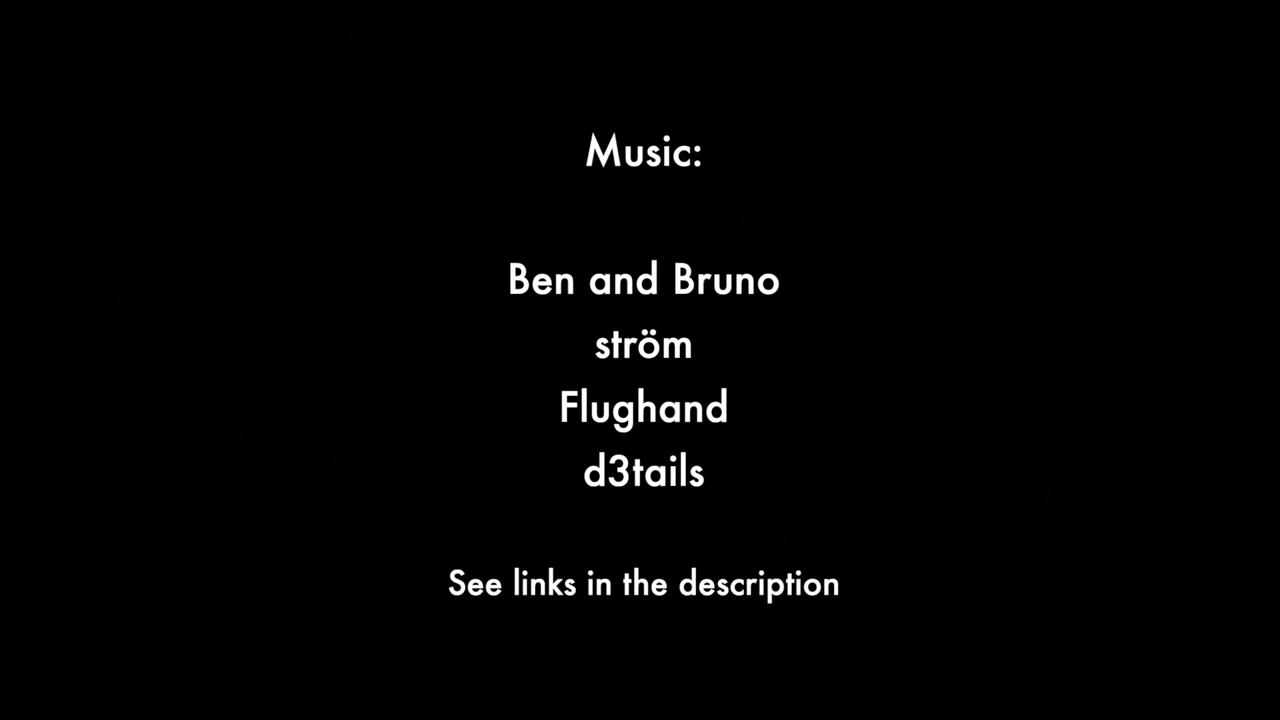 Music:
Ben and Bruno
ström
Flughand
d3tails
See links in the description